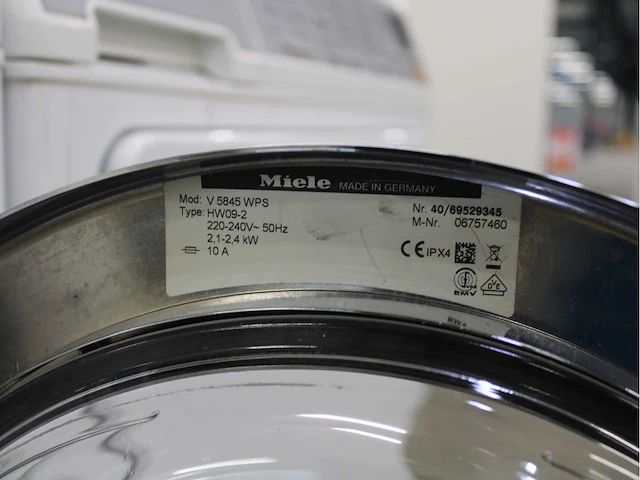 Miele MADE IN GERMANY
Mod: V 5845 WPS
Type: HW09-2
220-240V~ 50Hz
2,1-2,4 kW
10 A
Nr. 40/69529345
M-Nr. 06757460
CE IPX4
EMV